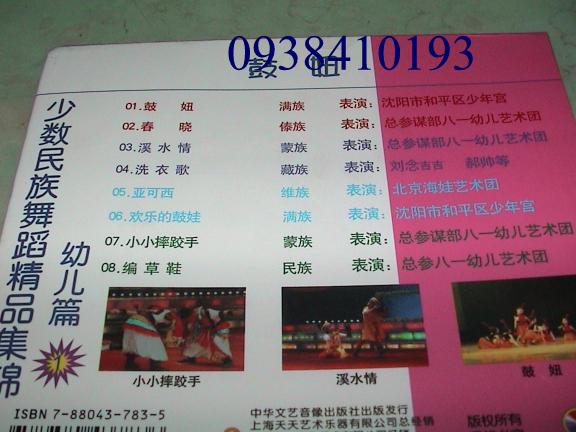 0938410193
鼓 妞
少数民族舞蹈精品集锦
幼儿篇
01.鼓 妞 满族 表演：沈阳市和平区少年宫
02.春 晓 傣族 表演：总参谋部八一幼儿艺术团
03.溪水情 蒙族 表演：总参谋部八一幼儿艺术团
04.洗衣歌 藏族 表演：刘念吉吉 郝帅等
05.亚可西 维族 表演：北京海娃艺术团
06.欢乐的鼓娃 满族 表演：沈阳市和平区少年宫
07.小小摔跤手 蒙族 表演：总参谋部八一幼儿艺术团
08.编草鞋 民族 表演：总参八一幼儿艺术团
小小摔跤手 溪水情 鼓 妞
ISBN 7-88043-783-5
中华文艺音像出版社出版发行
上海天天艺术乐器有限公司总经销
版权所有